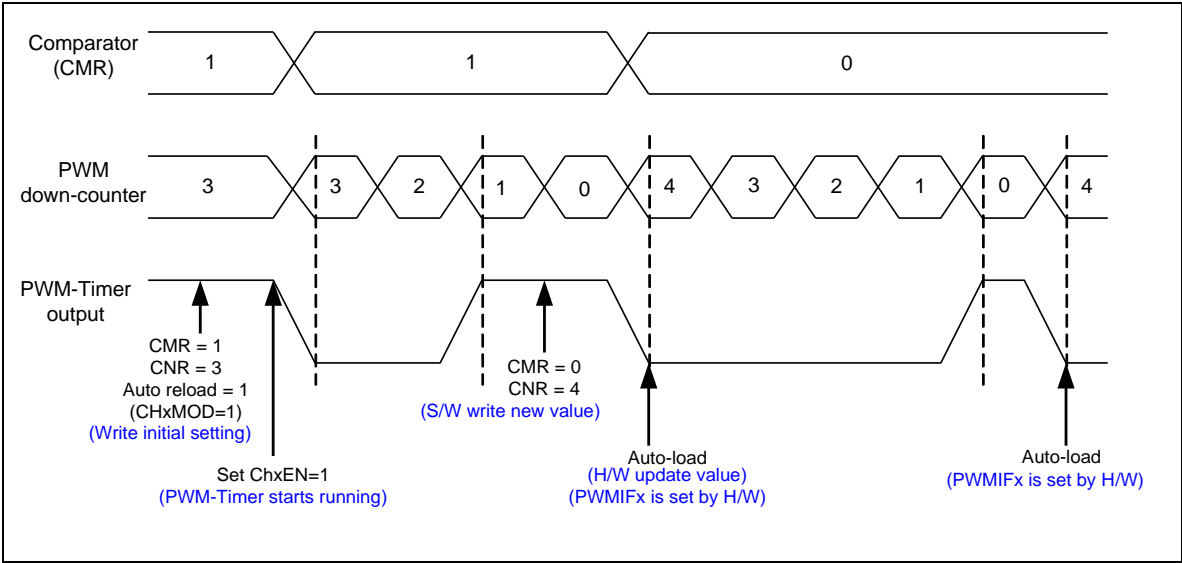 Comparator
(CMR)
1
1
0
PWM
down-counter
3
3
2
1
0
4
3
2
1
0
4
PWM-Timer
output
CMR = 1
CNR = 3
Auto reload = 1
(CHxMOD=1)
(Write initial setting)
Set ChxEN=1
(PWM-Timer starts running)
CMR = 0
CNR = 4
(S/W write new value)
Auto-load
(H/W update value)
(PWMIFx is set by H/W)
Auto-load
(PWMIFx is set by H/W)